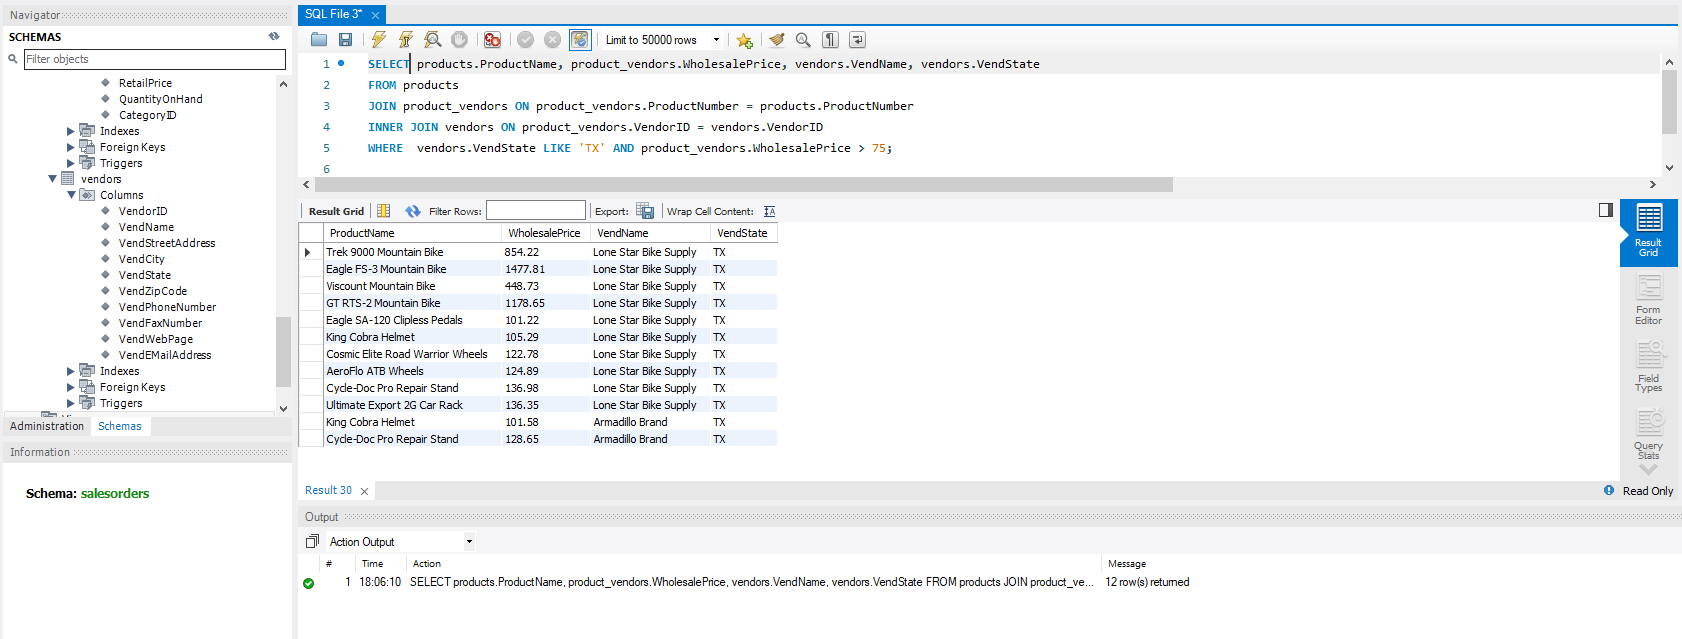 Navigator
SCHEMAS
Filter objects
RetailPrice
QuantityOnHand
CategoryID
Indexes
Foreign Keys
Triggers
vendors
Columns
VendorID
VendName
VendStreetAddress
VendCity
VendState
VendZipCode
VendPhoneNumber
VendFaxNumber
VendWebPage
VendEMailAddress
Indexes
Foreign Keys
Triggers
Administration Schemas
Information
Schema: salesorders
SQL File 3*
Limit to 50000 rows
1 SELECT products.ProductName, product_vendors.WholesalePrice, vendors.VendName, vendors.VendState
2 FROM products
3 JOIN product_vendors ON product_vendors.ProductNumber = products.ProductNumber
4 INNER JOIN vendors ON product_vendors.VendorID = vendors.VendorID
5 WHERE  vendors.VendState LIKE 'TX' AND product_vendors.WholesalePrice > 75;
6
Result Grid Filter Rows: Export: Wrap Cell Content: IA
ProductName WholesalePrice VendName VendState
Trek 9000 Mountain Bike 854.22 Lone Star Bike Supply TX
Eagle FS-3 Mountain Bike 1477.81 Lone Star Bike Supply TX
Viscount Mountain Bike 448.73 Lone Star Bike Supply TX
GT RTS-2 Mountain Bike 1178.65 Lone Star Bike Supply TX
Eagle SA-120 Clipless Pedals 101.22 Lone Star Bike Supply TX
King Cobra Helmet 105.29 Lone Star Bike Supply TX
Cosmic Elite Road Warrior Wheels 122.78 Lone Star Bike Supply TX
AeroFlo ATB Wheels 124.89 Lone Star Bike Supply TX
Cycle-Doc Pro Repair Stand 136.98 Lone Star Bike Supply TX
Ultimate Export 2G Car Rack 136.35 Lone Star Bike Supply TX
King Cobra Helmet 101.58 Armadillo Brand TX
Cycle-Doc Pro Repair Stand 128.65 Armadillo Brand TX
Result
Grid
Form
Editor
Field
Types
Query
Stats
Result 30
Read Only
Output
Action Output
# Time Action Message
1 18:06:10 SELECT products.ProductName, product_vendors.WholesalePrice, vendors.VendName, vendors.VendState FROM products JOIN product_ve... 12 row(s) returned